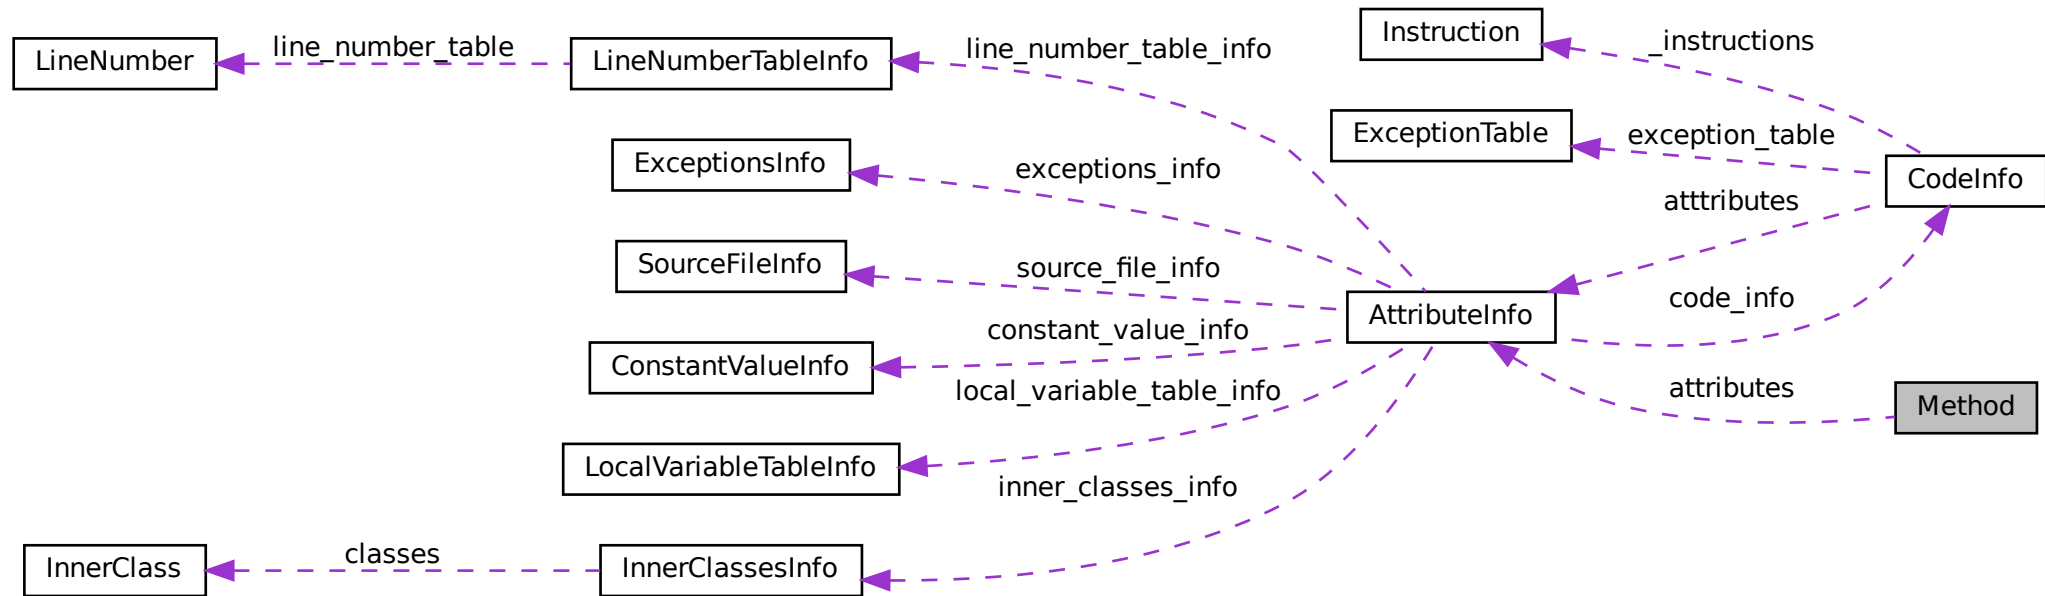 Instruction
_instructions
LineNumber
line_number_table
LineNumberTableInfo
line_number_table_info
ExceptionTable
exception_table
ExceptionsInfo
exceptions_info
CodeInfo
atttributes
SourceFileInfo
source_file_info
AttributeInfo
code_info
constant_value_info
ConstantValueInfo
local_variable_table_info
attributes
Method
LocalVariableTableInfo
inner_classes_info
InnerClass
classes
InnerClassesInfo